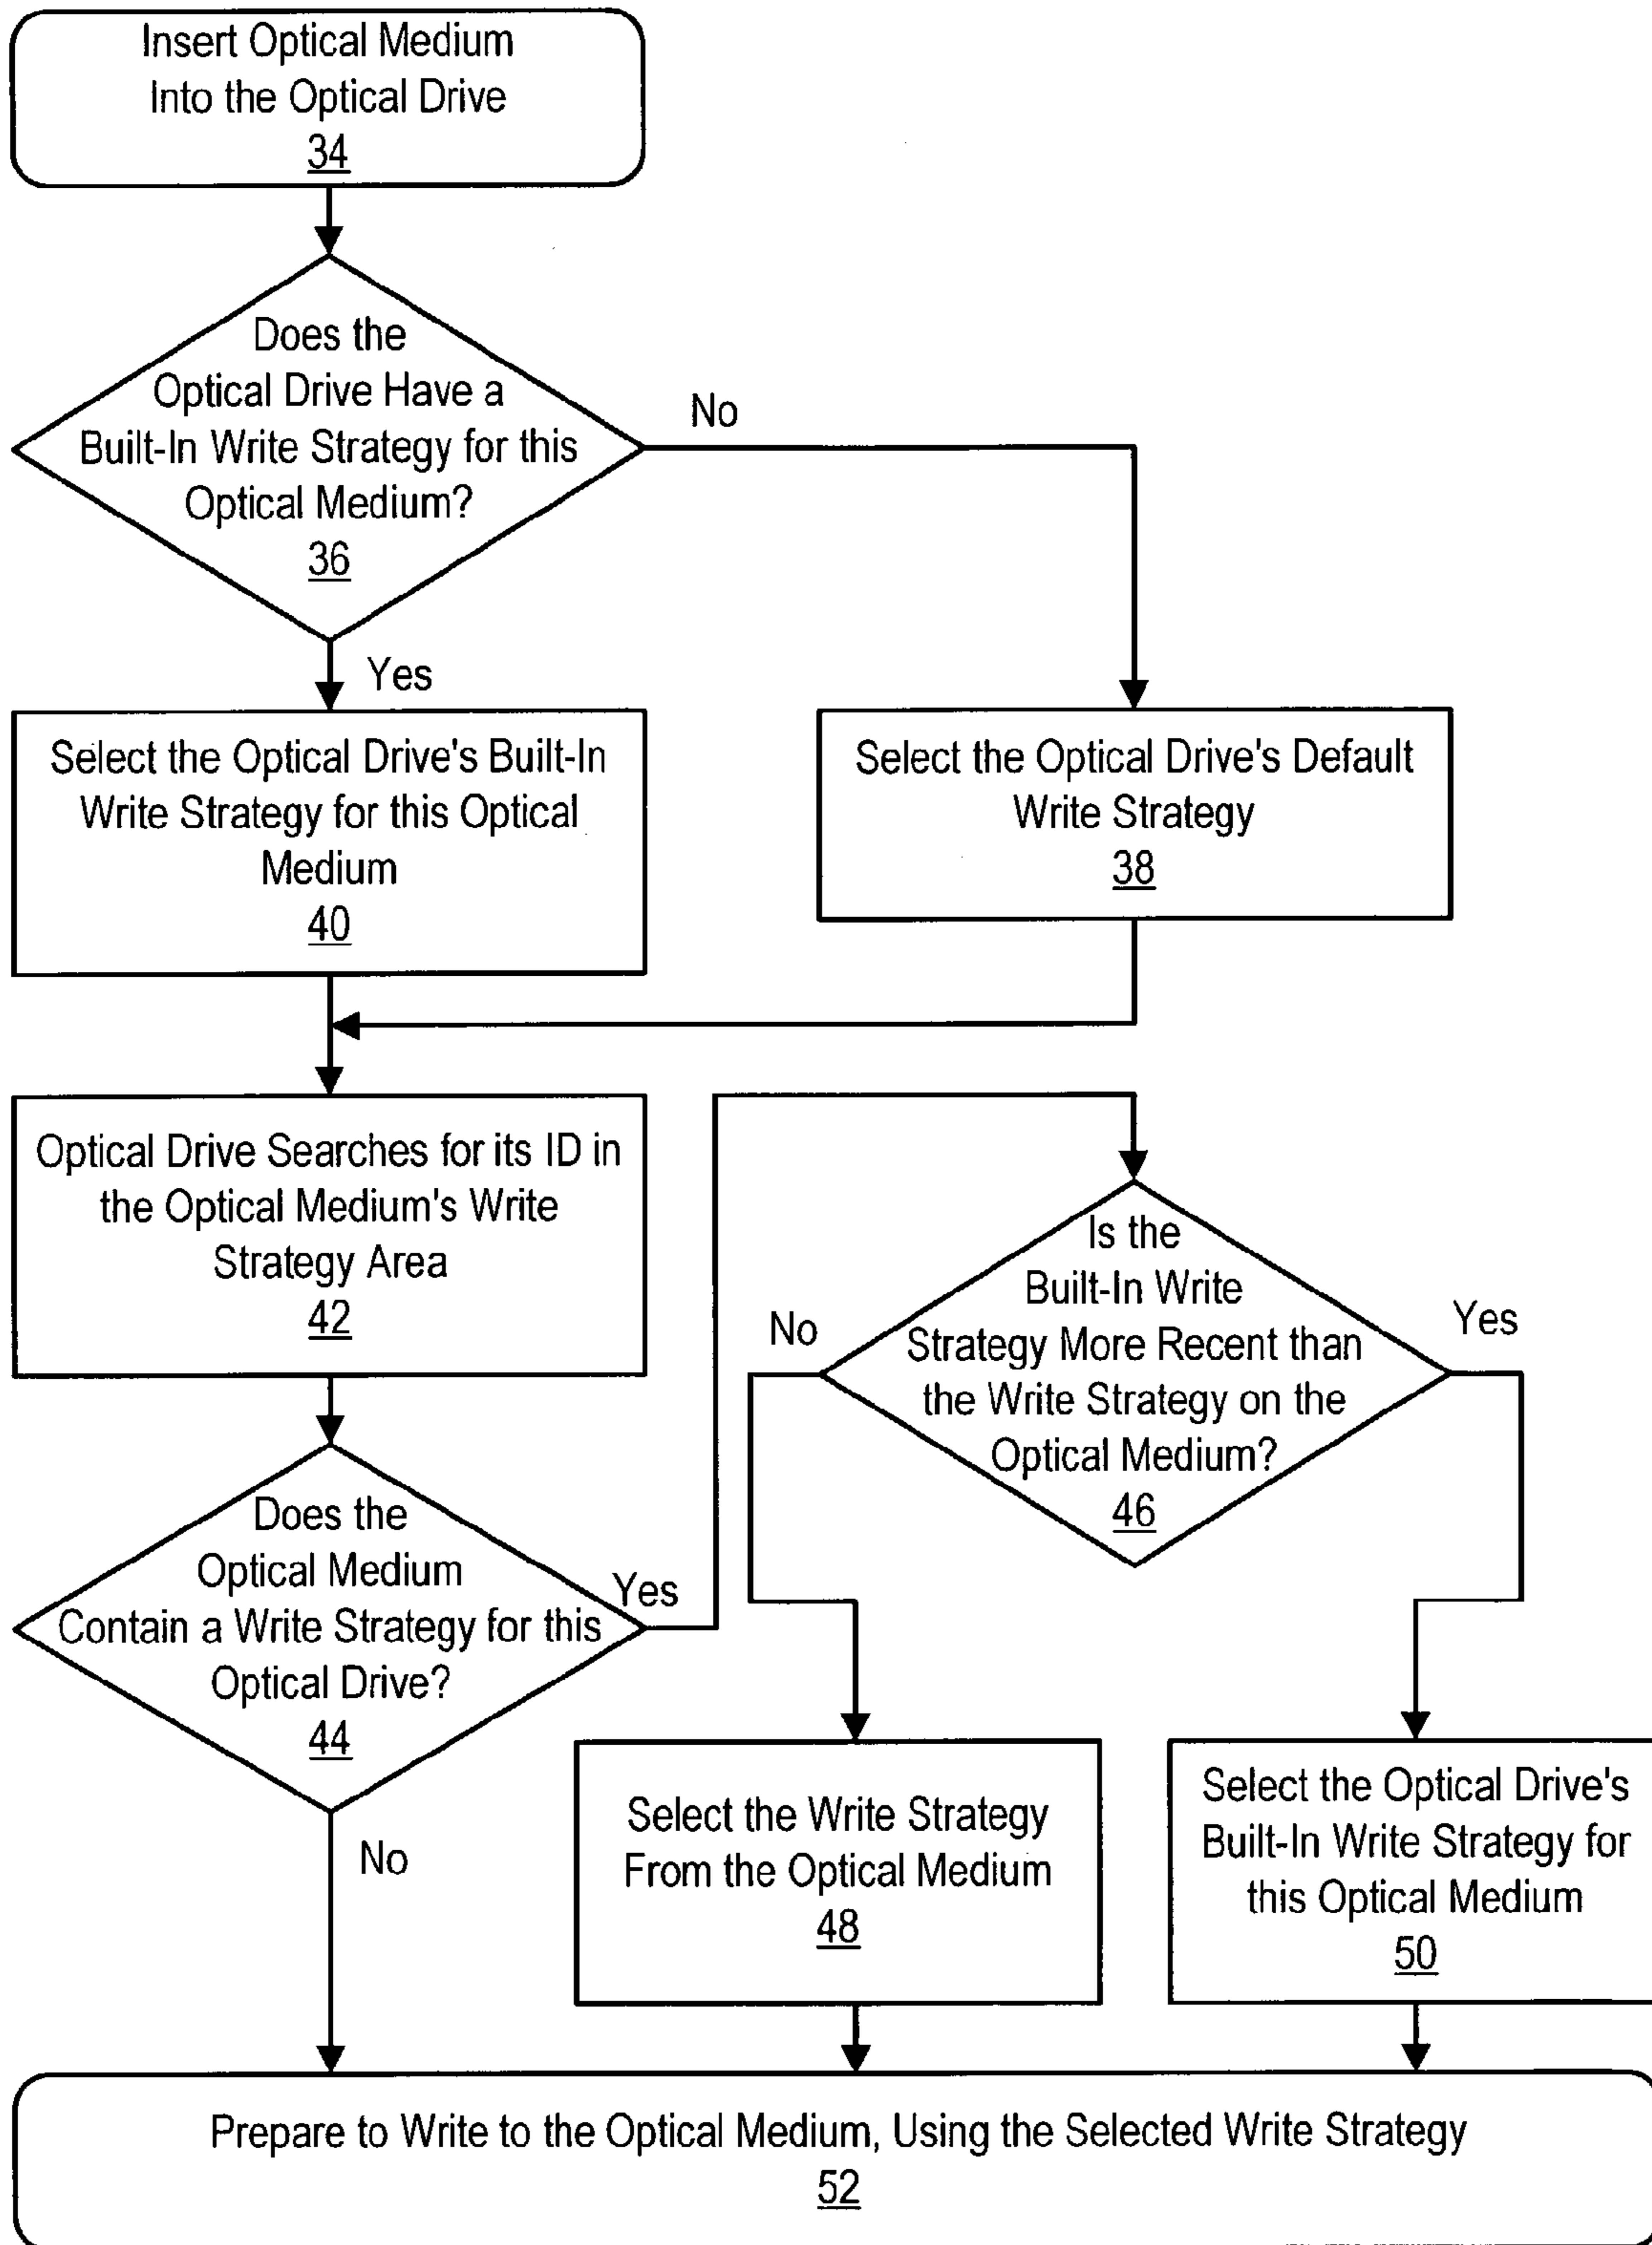 Insert Optical Medium
Into the Optical Drive
34
Does the
Optical Drive Have a
Built-In Write Strategy for this
Optical Medium?
36
No
Yes
Select the Optical Drive's Built-In
Write Strategy for this Optical
Medium
40
Select the Optical Drive's Default
Write Strategy
38
Optical Drive Searches for its ID in
the Optical Medium's Write
Strategy Area
42
Is the
Built-In Write
Strategy More Recent than
the Write Strategy on the
Optical Medium?
46
No
Yes
Does the
Optical Medium
Contain a Write Strategy for this
Optical Drive?
44
Yes
No
Select the Write Strategy
From the Optical Medium
48
Select the Optical Drive's
Built-In Write Strategy for
this Optical Medium
50
Prepare to Write to the Optical Medium, Using the Selected Write Strategy
52